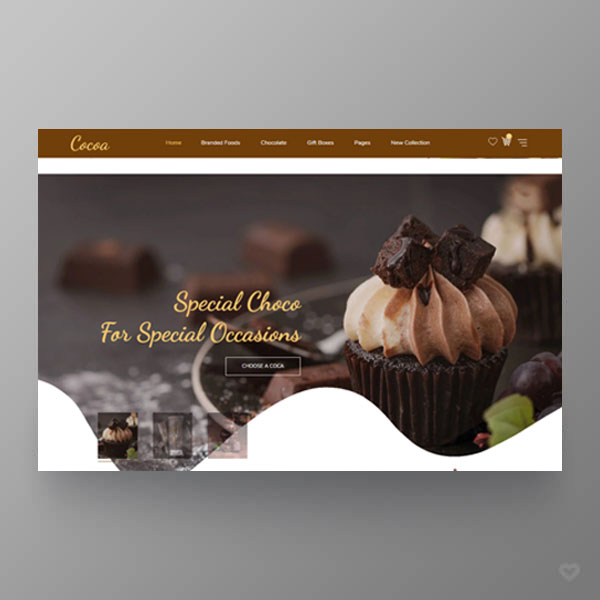 Cocoa
Home Branded Foods Chocolate Gift Boxes Pages New Collection
Special Choco
For Special Occasions
CHOOSE A COCA